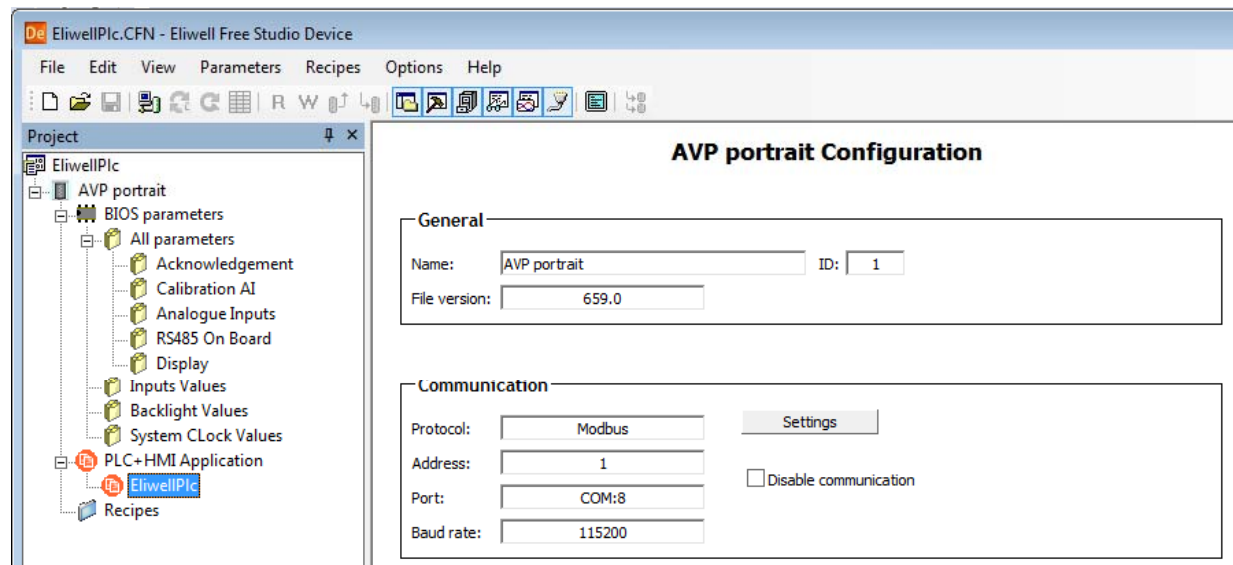 De EliwellPlc.CFN - Eliwell Free Studio Device
File Edit View Parameters Recipes Options Help
R W
Project
EliwellPlc
AVP portrait
BIOS parameters
All parameters
Acknowledgement
Calibration AI
Analogue Inputs
RS485 On Board
Display
Inputs Values
Backlight Values
System CLock Values
PLC+HMI Application
EliwellPlc
Recipes
AVP portrait Configuration
General
Name: AVP portrait ID: 1
File version: 659.0
Communication
Protocol: Modbus Settings
Address: 1
Disable communication
Port: COM:8
Baud rate: 115200